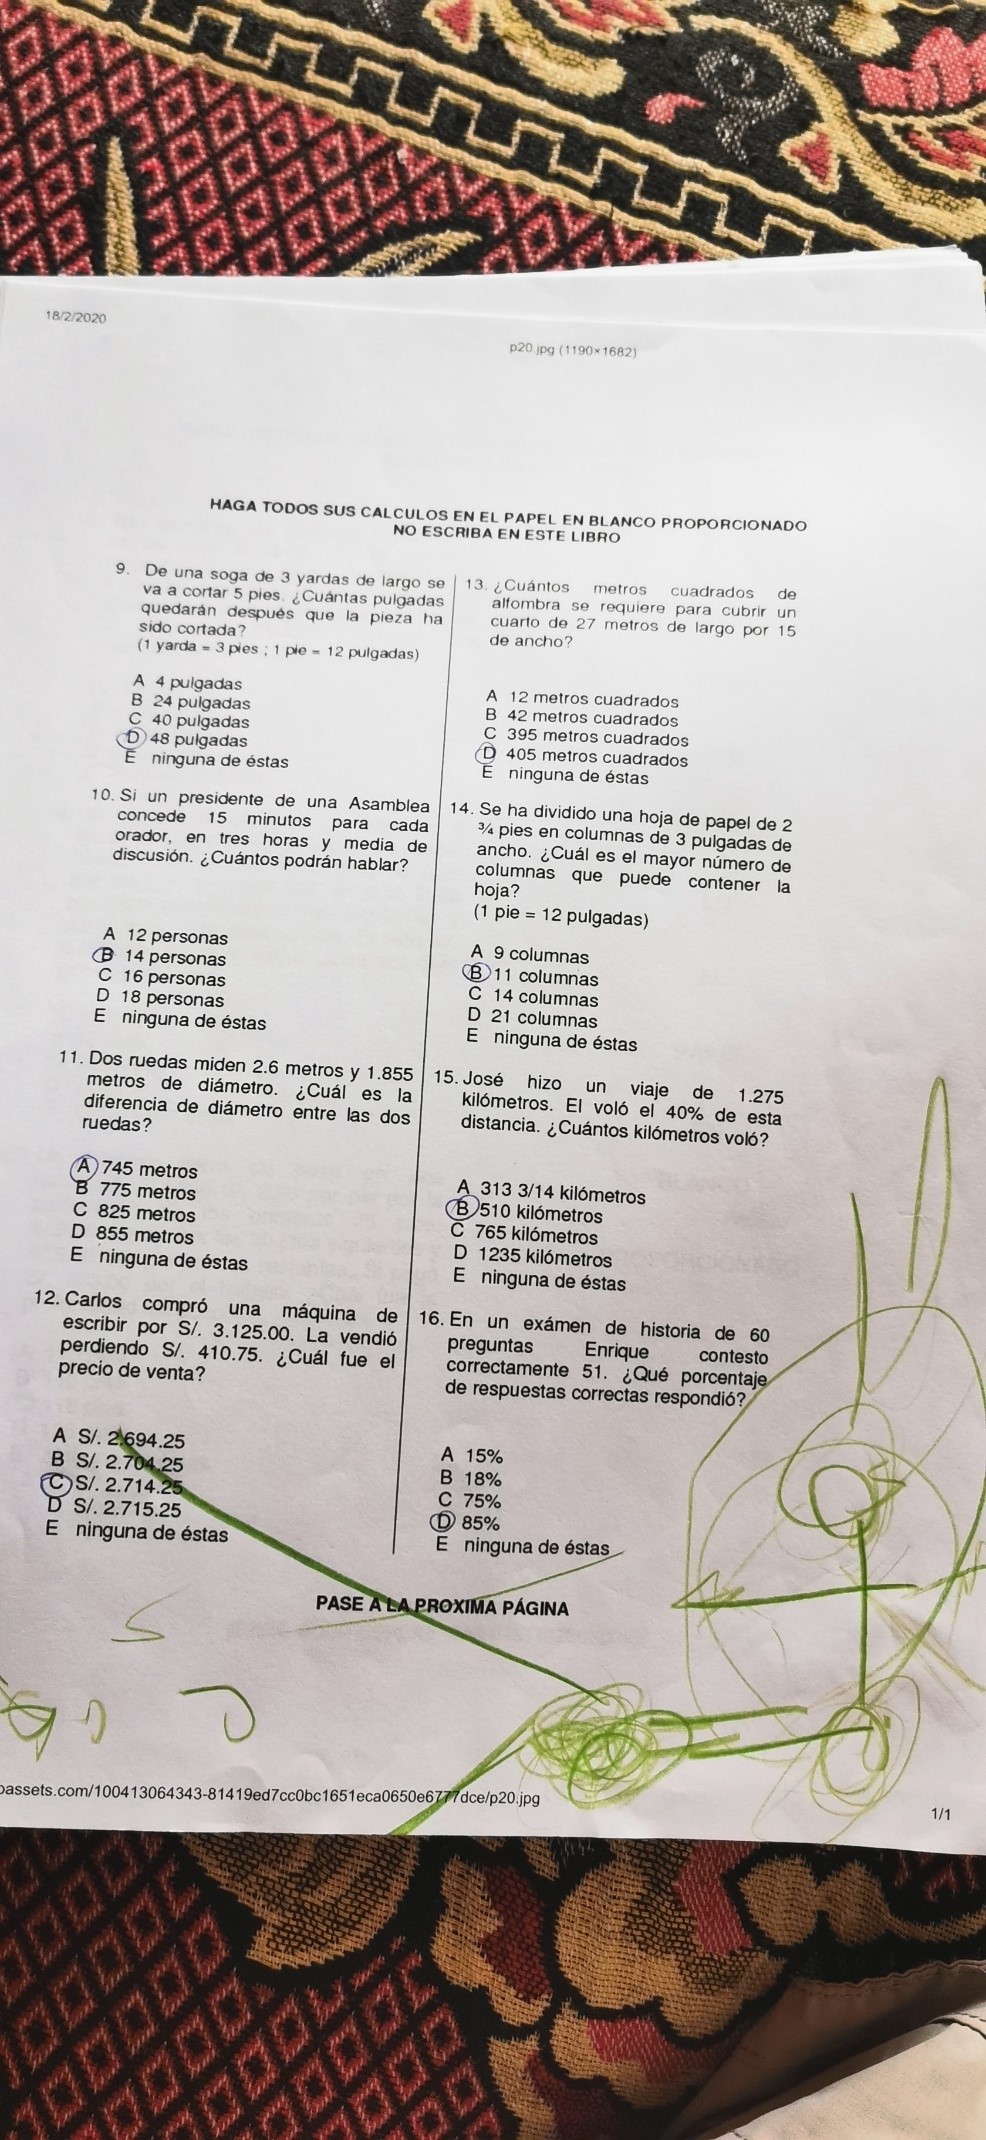 18/2/2020
p20.jpg (1190×1682)
HAGA TODOS SUS CALCULOS EN EL PAPEL EN BLANCO PROPORCIONADO
NO ESCRIBA EN ESTE LIBRO
9. De una soga de 3 yardas de largo se
va a cortar 5 pies. ¿Cuántas pulgadas
quedarán después que la pieza ha
sido cortada?
(1 yarda = 3 pies ; 1 pie = 12 pulgadas)
A 4 pulgadas
B 24 pulgadas
C 40 pulgadas
D 48 pulgadas
E ninguna de éstas
10. Si un presidente de una Asamblea
concede 15 minutos para cada
orador, en tres horas y media de
discusión. ¿Cuántos podrán hablar?
A 12 personas
B 14 personas
C 16 personas
D 18 personas
E ninguna de éstas
11. Dos ruedas miden 2.6 metros y 1.855
metros de diámetro. ¿Cuál es la
diferencia de diámetro entre las dos
ruedas?
A 745 metros
B 775 metros
C 825 metros
D 855 metros
E ninguna de éstas
12. Carlos compró una máquina de
escribir por S/. 3.125.00. La vendió
perdiendo S/. 410.75. ¿Cuál fue el
precio de venta?
A S/. 2.694.25
B S/. 2.704.25
C S/. 2.714.25
D S/. 2.715.25
E ninguna de éstas
13. ¿Cuántos metros cuadrados de
alfombra se requiere para cubrir un
cuarto de 27 metros de largo por 15
de ancho?
A 12 metros cuadrados
B 42 metros cuadrados
C 395 metros cuadrados
D 405 metros cuadrados
E ninguna de éstas
14. Se ha dividido una hoja de papel de 2
¾ pies en columnas de 3 pulgadas de
ancho. ¿Cuál es el mayor número de
columnas que puede contener la
hoja?
(1 pie = 12 pulgadas)
A 9 columnas
B 11 columnas
C 14 columnas
D 21 columnas
E ninguna de éstas
15. José hizo un viaje de 1.275
kilómetros. El voló el 40% de esta
distancia. ¿Cuántos kilómetros voló?
A 313 3/14 kilómetros
B 510 kilómetros
C 765 kilómetros
D 1235 kilómetros
E ninguna de éstas
16. En un exámen de historia de 60
preguntas Enrique contesto
correctamente 51. ¿Qué porcentaje
de respuestas correctas respondió?
A 15%
B 18%
C 75%
D 85%
E ninguna de éstas
PASE A LA PROXIMA PÁGINA
passets.com/100413064343-81419ed7cc0bc1651eca0650e6777dce/p20.jpg
1/1